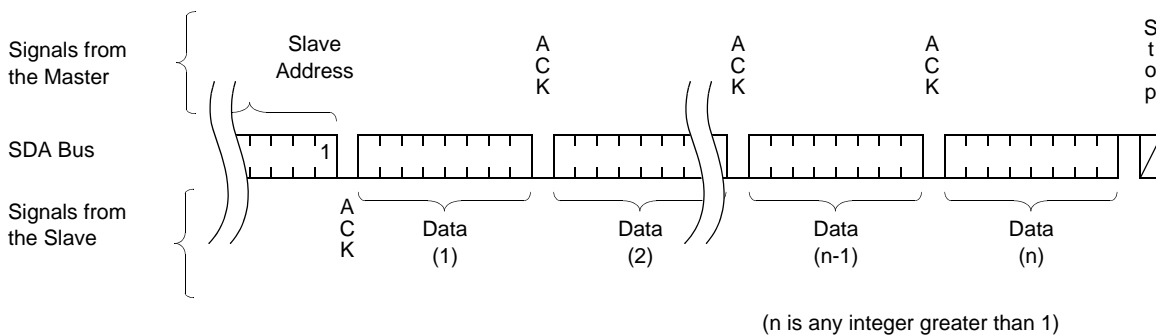 Signals from
the Master
Slave
Address
A
C
K
A
C
K
A
C
K
S
t
o
p
SDA Bus
1
Signals from
the Slave
A
C
K
Data
(1)
Data
(2)
Data
(n-1)
Data
(n)
(n is any integer greater than 1)